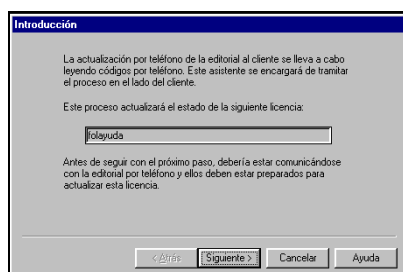 Introducción
La actualización por teléfono de la editorial al cliente se lleva a cabo
leyendo códigos por teléfono. Este asistente se encargará de tramitar
el proceso en el lado del cliente.
Este proceso actualizará el estado de la siguiente licencia:
folayuda
Antes de seguir con el próximo paso, debería estar comunicándose
con la editorial por teléfono y ellos deben estar preparados para
actualizar esta licencia.
< Atrás Siguiente > Cancelar Ayuda